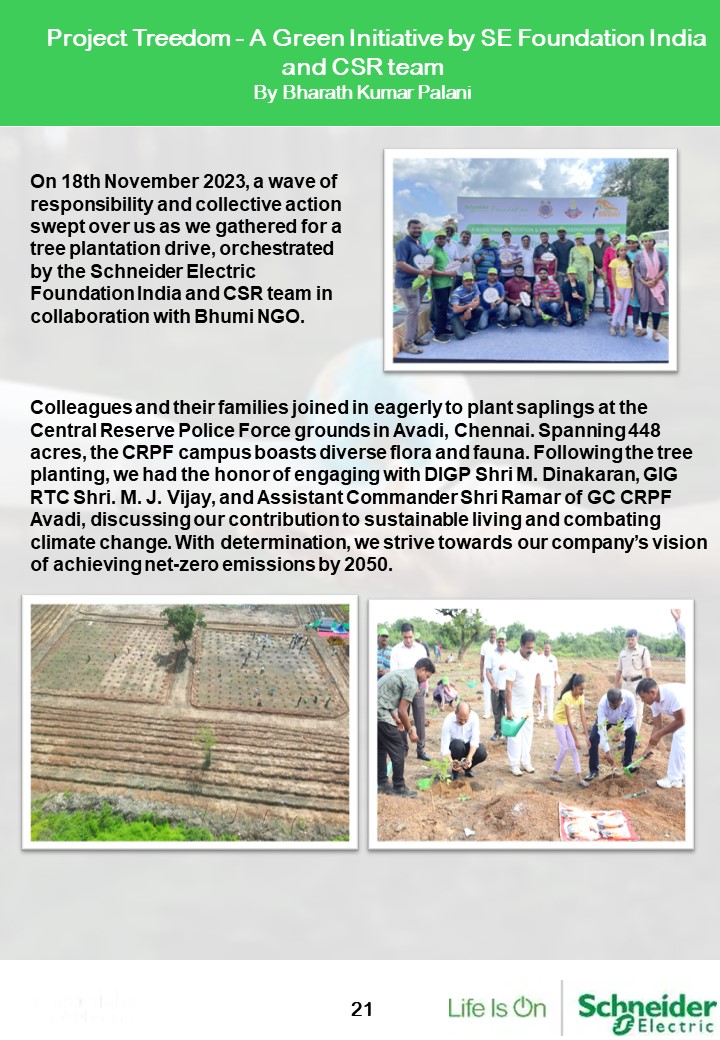 Project Treedom - A Green Initiative by SE Foundation India
and CSR team
By Bharath Kumar Palani
On 18th November 2023, a wave of
responsibility and collective action
swept over us as we gathered for a
tree plantation drive, orchestrated
by the Schneider Electric
Foundation India and CSR team in
collaboration with Bhumi NGO.
Colleagues and their families joined in eagerly to plant saplings at the
Central Reserve Police Force grounds in Avadi, Chennai. Spanning 448
acres, the CRPF campus boasts diverse flora and fauna. Following the tree
planting, we had the honor of engaging with DIGP Shri M. Dinakaran, GIG
RTC Shri. M. J. Vijay, and Assistant Commander Shri Ramar of GC CRPF
Avadi, discussing our contribution to sustainable living and combating
climate change. With determination, we strive towards our company’s vision
of achieving net-zero emissions by 2050.
21
Life Is On
Schneider
Electric